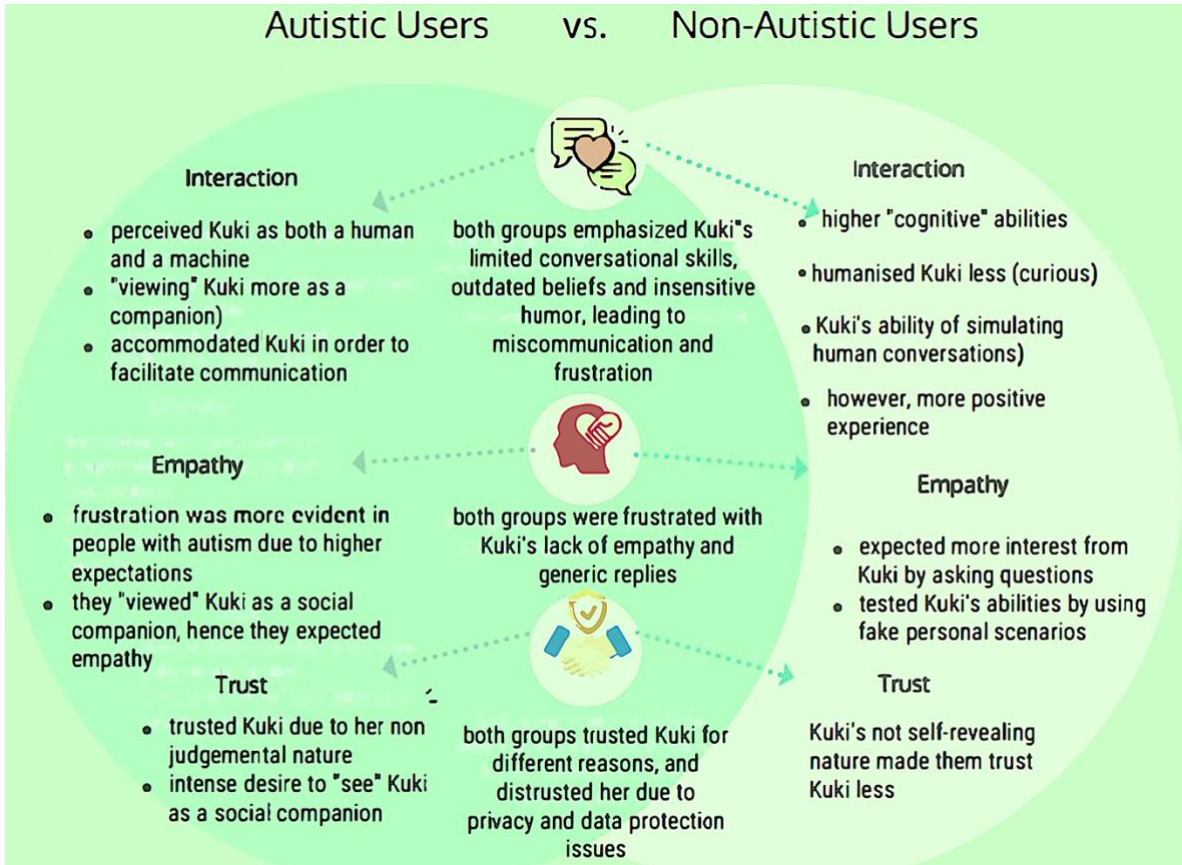 Autistic Users vs. Non-Autistic Users
Interaction
perceived Kuki as both a human
and a machine
"viewing" Kuki more as a
companion)
accommodated Kuki in order to
facilitate communication
both groups emphasized Kuki"s
limited conversational skills,
outdated beliefs and insensitive
humor, leading to
miscommunication and
frustration
Interaction
higher "cognitive" abilities
humanised Kuki less (curious)
Kuki's ability of simulating
human conversations)
however, more positive
experience
Empathy
frustration was more evident in
people with autism due to higher
expectations
they "viewed" Kuki as a social
companion, hence they expected
empathy
both groups were frustrated with
Kuki's lack of empathy and
generic replies
Empathy
expected more interest from
Kuki by asking questions
tested Kuki's abilities by using
fake personal scenarios
Trust
trusted Kuki due to her non
judgemental nature
intense desire to "see" Kuki
as a social companion
both groups trusted Kuki for
different reasons, and
distrusted her due to
privacy and data protection
issues
Trust
Kuki's not self-revealing
nature made them trust
Kuki less